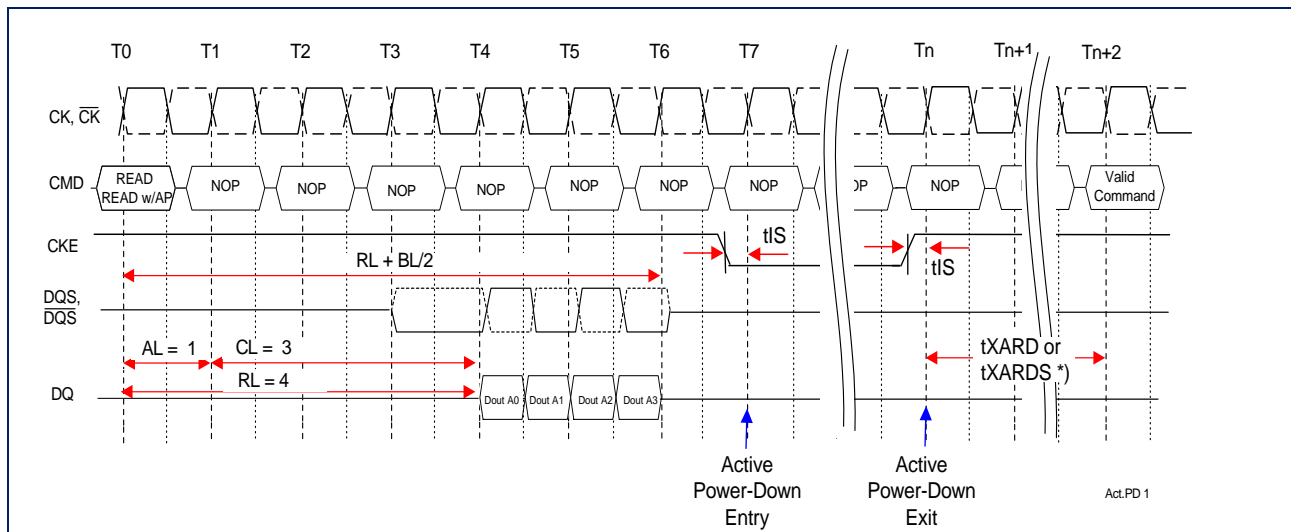 T0 T1 T2 T3 T4 T5 T6 T7 Tn Tn+1 Tn+2
CK, CK
CMD
READ
READ w/AP
NOP NOP NOP NOP NOP NOP NOP NOP
Valid
Command
CKE
tIS
tIS
RL + BL/2
DQS,
DQS
AL = 1 CL = 3
RL = 4
DQ
Dout A0 Dout A1 Dout A2 Dout A3
tXARD or
tXARDS *)
Active
Power-Down
Entry
Active
Power-Down
Exit
Act.PD 1